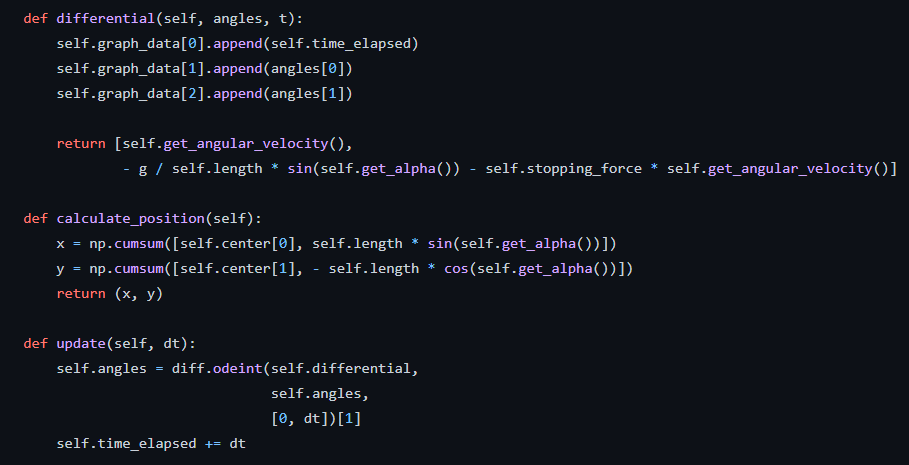 def differential(self, angles, t):
    self.graph_data[0].append(self.time_elapsed)
    self.graph_data[1].append(angles[0])
    self.graph_data[2].append(angles[1])

    return [self.get_angular_velocity(),
            - g / self.length * sin(self.get_alpha()) - self.stopping_force * self.get_angular_velocity()]

def calculate_position(self):
    x = np.cumsum([self.center[0], self.length * sin(self.get_alpha())])
    y = np.cumsum([self.center[1], - self.length * cos(self.get_alpha())])
    return (x, y)

def update(self, dt):
    self.angles = diff.odeint(self.differential,
                              self.angles,
                              [0, dt])[1]
    self.time_elapsed += dt